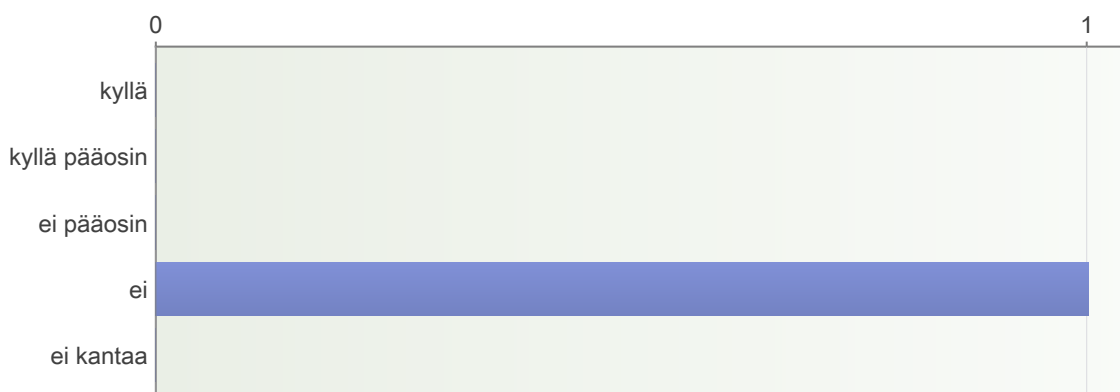 0 1
kyllä
kyllä pääosin
ei pääosin
ei
ei kantaa